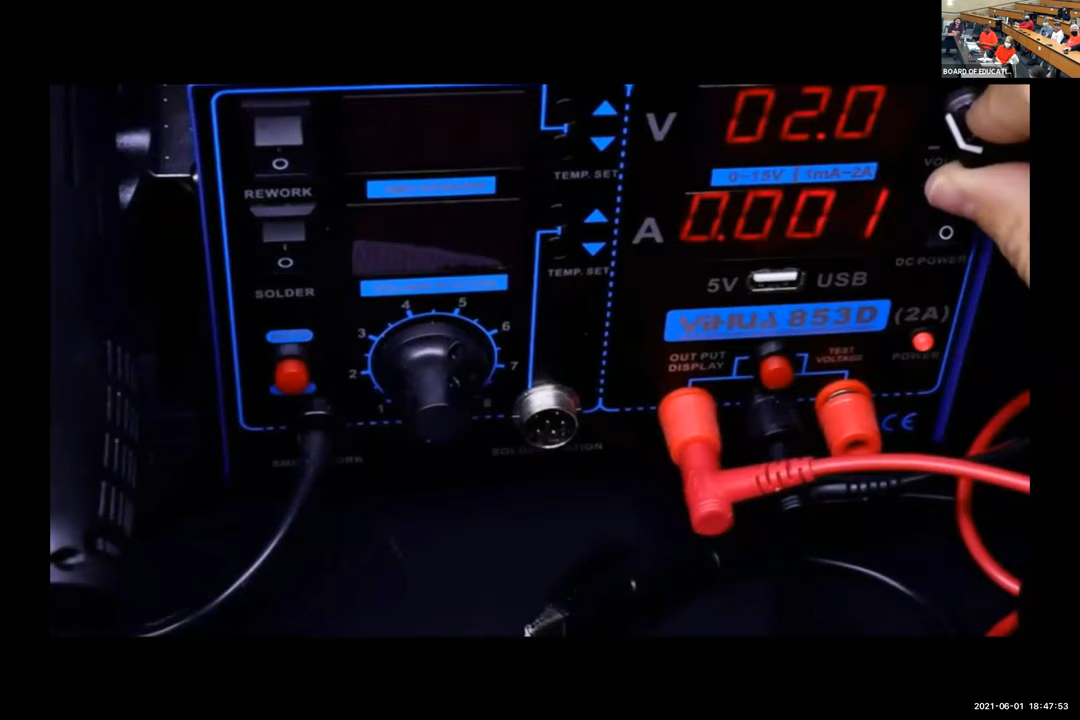 BOARD OF EDUCATI...
V
02.0
TEMP. SET
0~15V 1mA~2A
REWORK
A
0.001
TEMP. SET
DC POWER
5V USB
SOLDER
4 5
3 6
2 7
1 8
YIHUA 853D (2A)
POWER
OUT PUT DISPLAY
TEST VOLTAGE
CE
2021-06-01 18:47:53